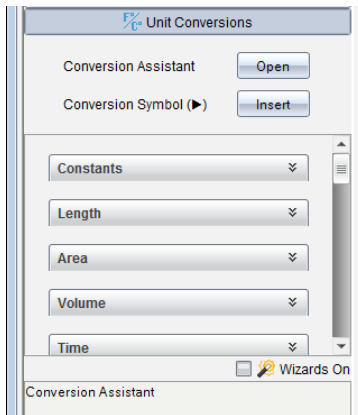 F°/C° Unit Conversions
Conversion Assistant Open
Conversion Symbol (►) Insert
Constants
Length
Area
Volume
Time
Wizards On
Conversion Assistant